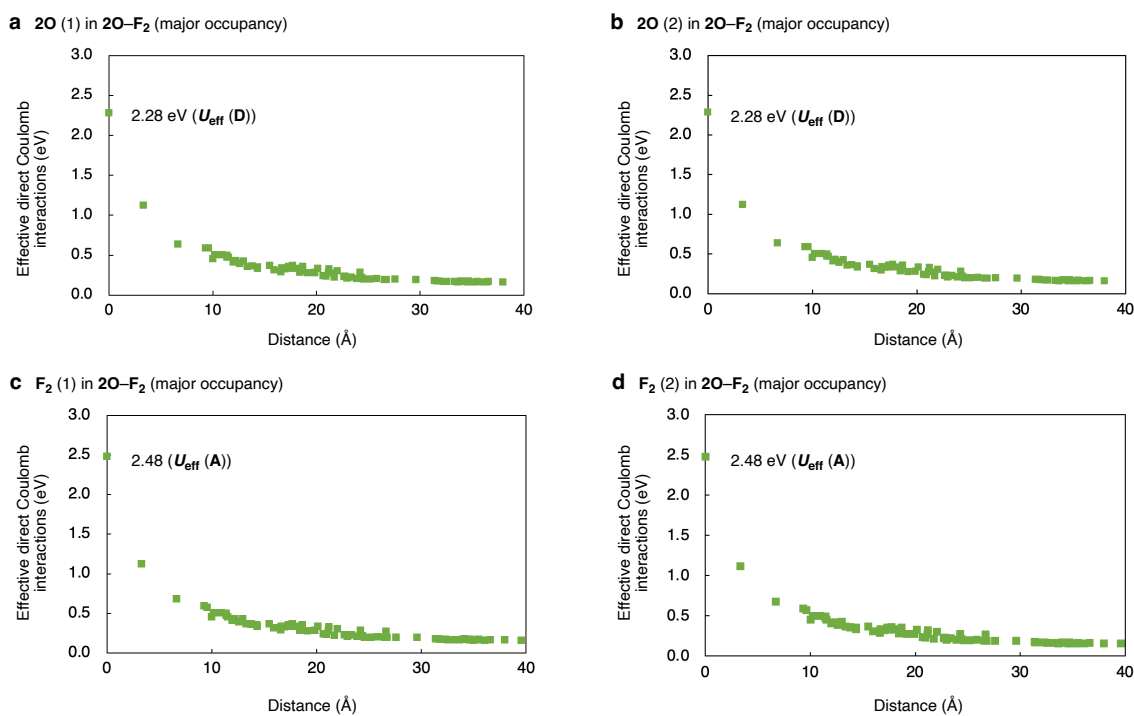 a 2O (1) in 2O–F2 (major occupancy)
3.0
2.5
2.0
1.5
1.0
0.5
0.0
Effective direct Coulomb
interactions (eV)
2.28 eV (Ueff (D))
0 10 20 30 40
Distance (Å)
b 2O (2) in 2O–F2 (major occupancy)
3.0
2.5
2.0
1.5
1.0
0.5
0.0
Effective direct Coulomb
interactions (eV)
2.28 eV (Ueff (D))
0 10 20 30 40
Distance (Å)
c F2 (1) in 2O–F2 (major occupancy)
3.0
2.5
2.0
1.5
1.0
0.5
0.0
Effective direct Coulomb
interactions (eV)
2.48 (Ueff (A))
0 10 20 30 40
Distance (Å)
d F2 (2) in 2O–F2 (major occupancy)
3.0
2.5
2.0
1.5
1.0
0.5
0.0
Effective direct Coulomb
interactions (eV)
2.48 eV (Ueff (A))
0 10 20 30 40
Distance (Å)